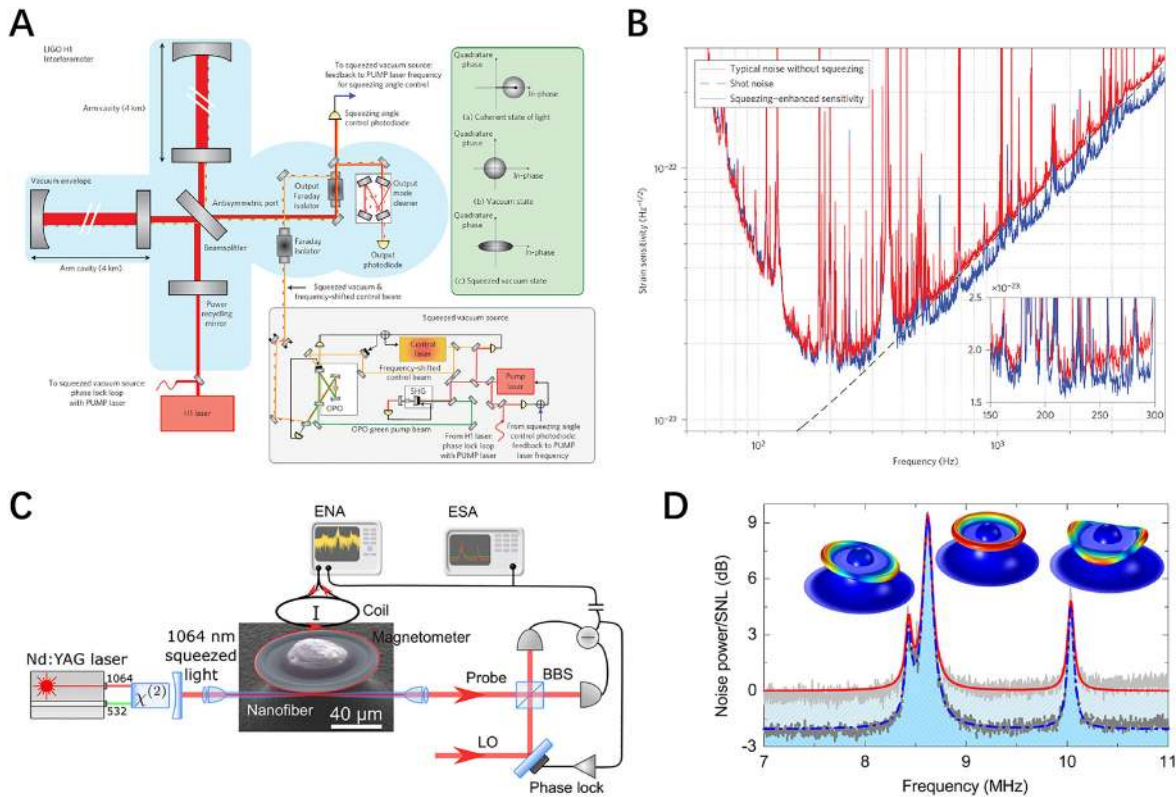 A
LIGO H1
Interferometer
Arm cavity (4 km)
Vacuum envelope
Arm cavity (4 km)
Antisymmetric port
Beamsplitter
Power
recycling
mirror
To squeezed vacuum source:
phase lock loop
with PUMP laser
H1 laser
To squeezed vacuum source:
feedback to PUMP laser frequency
for squeezing angle control
Squeezing angle
control photodiode
Output
Faraday
isolator
Output
mode
cleaner
Faraday
isolator
Output
photodiode
Squeezed vacuum &
frequency-shifted control beam
Quadrature
phase
In-phase
(a) Coherent state of light
Quadrature
phase
In-phase
(b) Vacuum state
Quadrature
phase
In-phase
(c) Squeezed vacuum state
Squeezed vacuum source
Control
laser
Frequency-shifted
control beam
OPO
SHG
Pump
laser
OPO green pump beam
From H1 laser:
phase lock loop
with PUMP laser
From squeezing angle
control photodiode:
feedback to PUMP
laser frequency
B
Typical noise without squeezing
Shot noise
Squeezing-enhanced sensitivity
Strain sensitivity (Hz⁻¹/²)
10⁻²²
10⁻²³
10²
10³
Frequency (Hz)
×10⁻²³
2.5
2.0
1.5
150 200 250 300
C
ENA
ESA
I
Coil
1064 nm
squeezed
light
Magnetometer
Nd:YAG laser
1064
532
χ⁽²⁾
Nanofiber
40 µm
Probe
BBS
LO
Phase lock
D
Noise power/SNL (dB)
9
6
3
0
-3
7 8 9 10 11
Frequency (MHz)